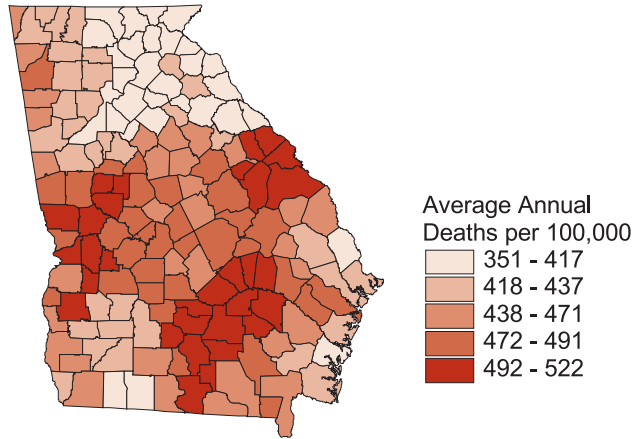 Average Annual
Deaths per 100,000
351 - 417
418 - 437
438 - 471
472 - 491
492 - 522